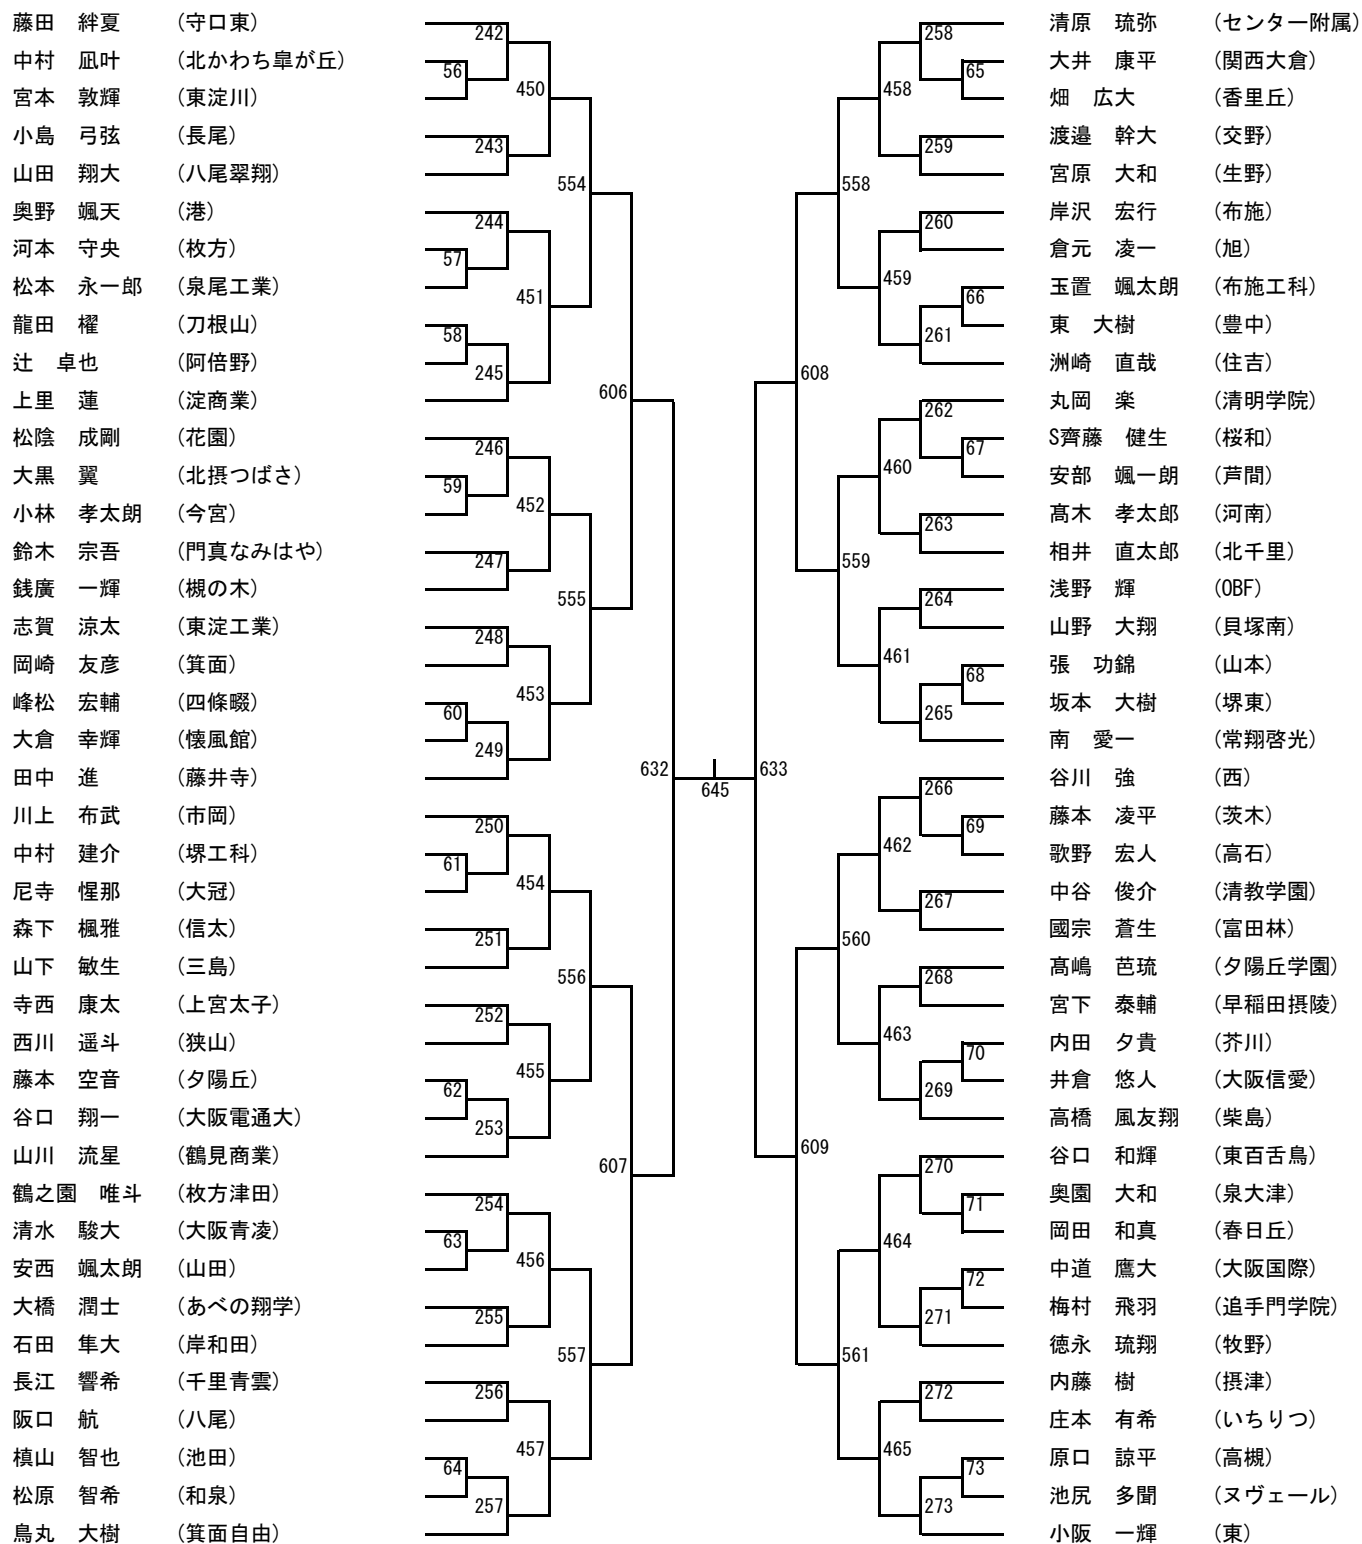 藤田　絆夏　（守口東）
242
中村　凪叶　（北かわち皐が丘）
56
宮本　敦輝　（東淀川）
450
小島　弓弦　（長尾）
243
山田　翔大　（八尾翠翔）
554
奥野　颯天　（港）
244
河本　守央　（枚方）
57
松本　永一郎　（泉尾工業）
451
龍田　櫂　（刀根山）
58
辻　卓也　（阿倍野）
245
上里　蓮　（淀商業）
606
松陰　成剛　（花園）
246
大黒　翼　（北摂つばさ）
59
小林　孝太朗　（今宮）
452
鈴木　宗吾　（門真なみはや）
247
銭廣　一輝　（槻の木）
555
志賀　涼太　（東淀工業）
248
岡崎　友彦　（箕面）
453
峰松　宏輔　（四條畷）
60
大倉　幸輝　（懐風館）
249
田中　進　（藤井寺）
632
645
川上　布武　（市岡）
250
中村　建介　（堺工科）
61
尼寺　惺那　（大冠）
454
森下　楓雅　（信太）
251
山下　敏生　（三島）
556
寺西　康太　（上宮太子）
252
西川　遥斗　（狭山）
455
藤本　空音　（夕陽丘）
62
谷口　翔一　（大阪電通大）
253
山川　流星　（鶴見商業）
607
鶴之園　唯斗　（枚方津田）
254
清水　駿大　（大阪青凌）
63
安西　颯太朗　（山田）
456
大橋　潤士　（あべの翔学）
255
石田　隼大　（岸和田）
557
長江　響希　（千里青雲）
256
阪口　航　（八尾）
457
槙山　智也　（池田）
64
松原　智希　（和泉）
257
鳥丸　大樹　（箕面自由）
清原　琉弥　（センター附属）
258
大井　康平　（関西大倉）
65
畑　広大　（香里丘）
458
渡邉　幹大　（交野）
259
宮原　大和　（生野）
558
岸沢　宏行　（布施）
260
倉元　凌一　（旭）
459
玉置　颯太朗　（布施工科）
66
東　大樹　（豊中）
261
洲崎　直哉　（住吉）
608
丸岡　楽　（清明学院）
262
S齊藤　健生　（桜和）
67
安部　颯一朗　（芦間）
460
髙木　孝太郎　（河南）
263
相井　直太郎　（北千里）
559
浅野　輝　（OBF）
264
山野　大翔　（貝塚南）
461
張　功錦　（山本）
68
坂本　大樹　（堺東）
265
南　愛一　（常翔啓光）
633
谷川　強　（西）
266
藤本　凌平　（茨木）
69
歌野　宏人　（高石）
462
中谷　俊介　（清教学園）
267
國宗　蒼生　（富田林）
560
髙嶋　芭琉　（夕陽丘学園）
268
宮下　泰輔　（早稲田摂陵）
463
内田　夕貴　（芥川）
70
井倉　悠人　（大阪信愛）
269
高橋　風友翔　（柴島）
609
谷口　和輝　（東百舌鳥）
270
奥園　大和　（泉大津）
71
岡田　和真　（春日丘）
464
中道　鷹大　（大阪国際）
72
梅村　飛羽　（追手門学院）
271
徳永　琉翔　（牧野）
561
内藤　樹　（摂津）
272
庄本　有希　（いちりつ）
465
原口　諒平　（高槻）
73
池尻　多聞　（ヌヴェール）
273
小阪　一輝　（東）